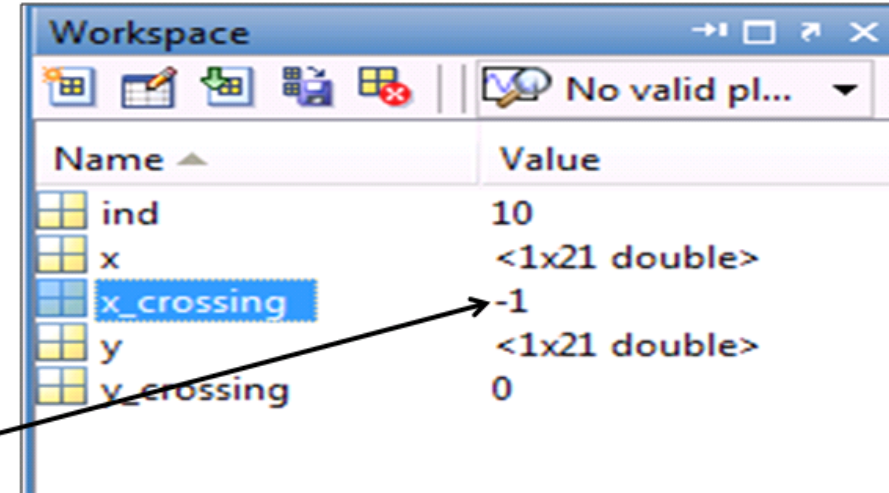 Workspace
No valid pl...
Name Value
ind 10
x <1x21 double>
x_crossing -1
y <1x21 double>
y_crossing 0